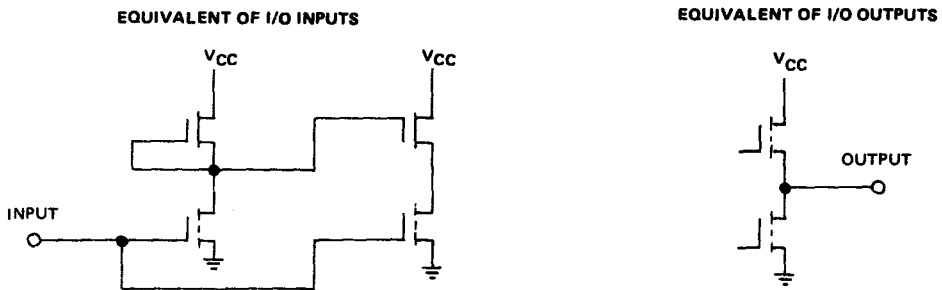 EQUIVALENT OF I/O INPUTS
EQUIVALENT OF I/O OUTPUTS
VCC
VCC
VCC
OUTPUT
INPUT